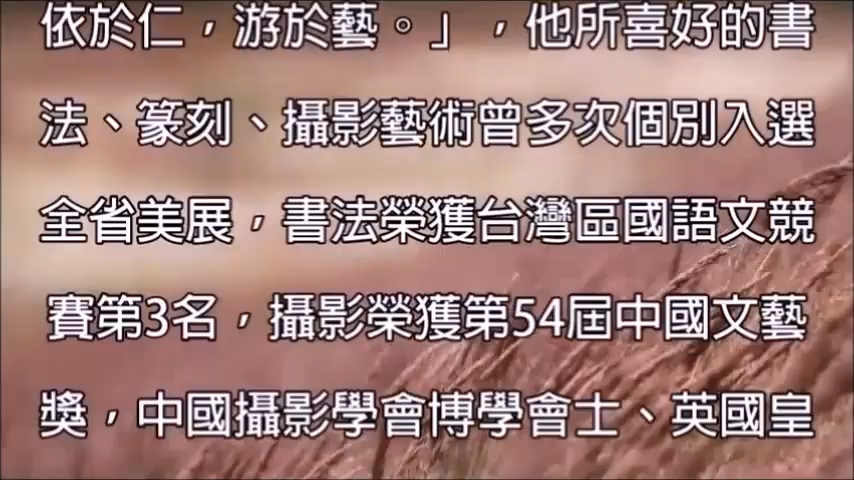 依於仁，游於藝。」，他所喜好的書
法、篆刻、攝影藝術曾多次個別入選
全省美展，書法榮獲台灣區國語文競
賽第3名，攝影榮獲第54屆中國文藝
獎，中國攝影學會博學會士、英國皇